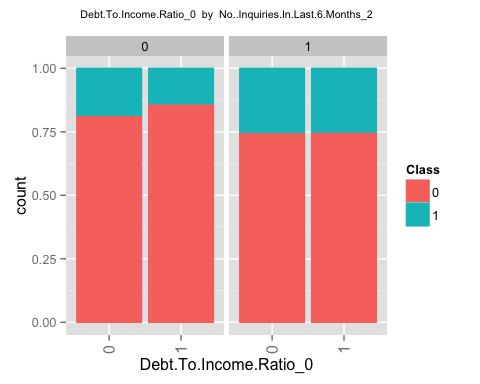 Debt.To.Income.Ratio_0 by No..Inquiries.In.Last.6.Months_2
0 1
1.00
0.75
0.50
0.25
0.00
count
0 1 0 1
Debt.To.Income.Ratio_0
Class
0
1